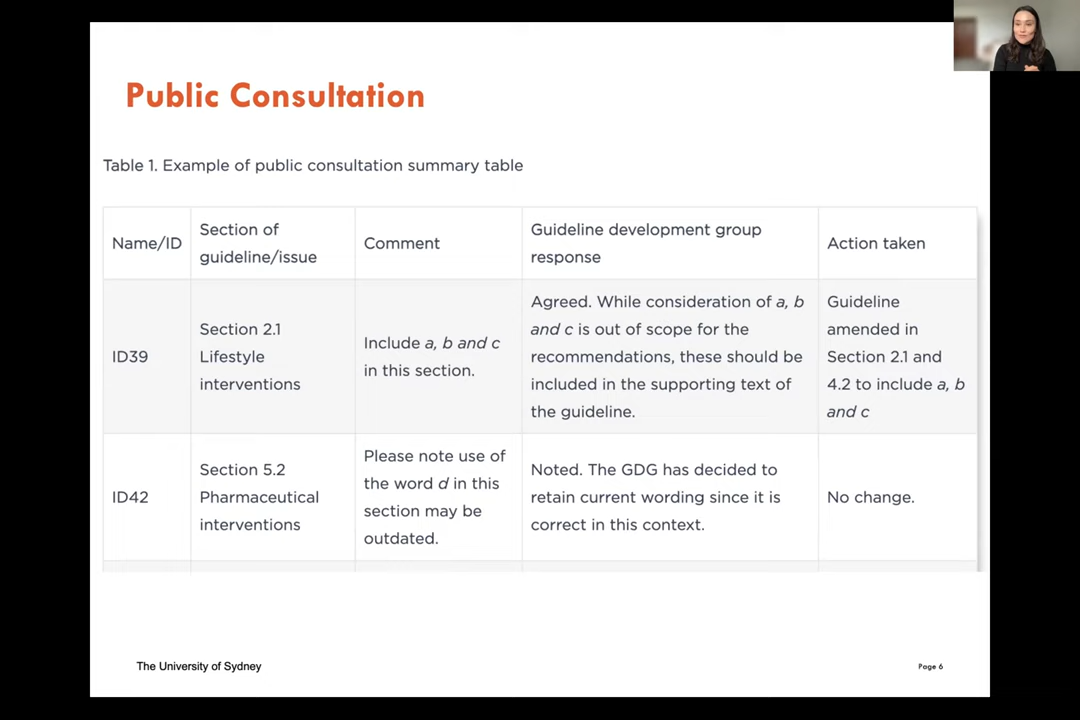 Public Consultation
Table 1. Example of public consultation summary table
Name/ID
Section of
guideline/issue
Comment
Guideline development group
response
Action taken
ID39
Section 2.1
Lifestyle
interventions
Include a, b and c
in this section.
Agreed. While consideration of a, b
and c is out of scope for the
recommendations, these should be
included in the supporting text of
the guideline.
Guideline
amended in
Section 2.1 and
4.2 to include a, b
and c
ID42
Section 5.2
Pharmaceutical
interventions
Please note use of
the word d in this
section may be
outdated.
Noted. The GDG has decided to
retain current wording since it is
correct in this context.
No change.
The University of Sydney
Page 6